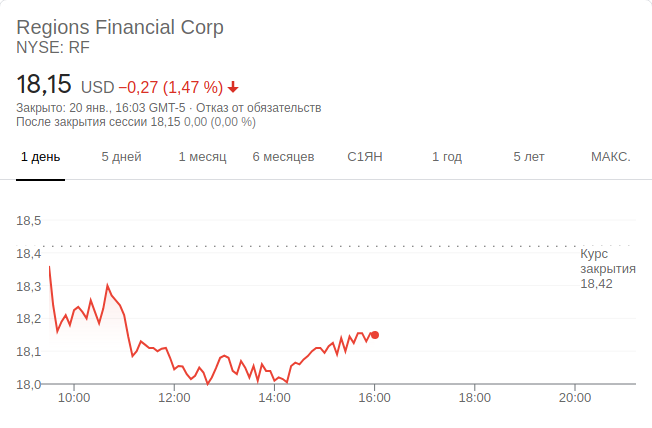 Regions Financial Corp
NYSE: RF
18,15 USD −0,27 (1,47 %)
Закрыто: 20 янв., 16:03 GMT-5 · Отказ от обязательств
После закрытия сессии 18,15 0,00 (0,00 %)
1 день 5 дней 1 месяц 6 месяцев С1ЯН 1 год 5 лет МАКС.
18,5
18,4
Курс
закрытия
18,42
18,3
18,2
18,1
18,0
10:00 12:00 14:00 16:00 18:00 20:00